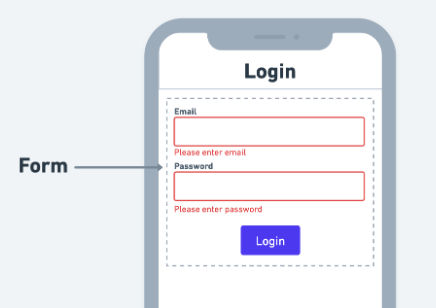 Login
Email
Please enter email
Form
Password
Please enter password
Login